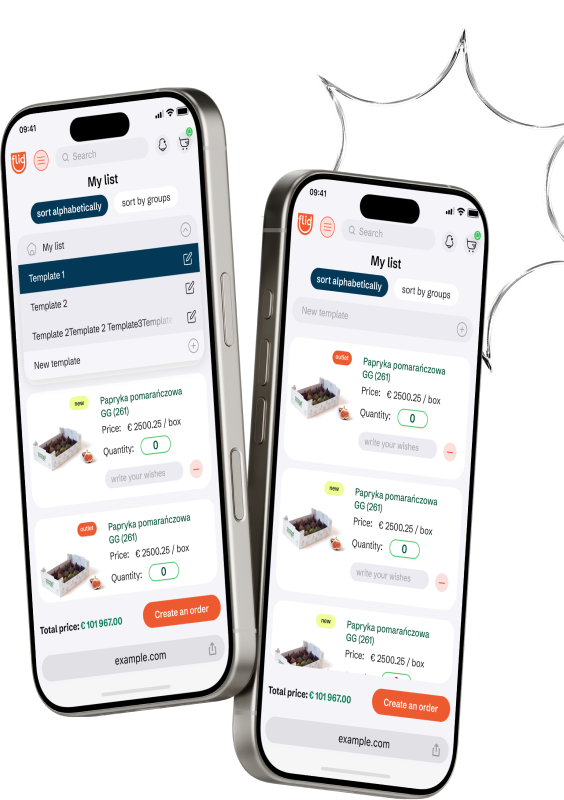 09:41
flid
Search
My list
sort alphabetically
sort by groups
My list
Template 1
Template 2
Template 2Template 2 Template3Template
New template
new
Papryka pomarańczowa
GG (261)
Price: € 2500.25 / box
Quantity: 0
write your wishes
outlet
Papryka pomarańczowa
GG (261)
Price: € 2500.25 / box
Quantity: 0
Total price: € 101 967.00
Create an order
example.com
09:41
flid
Search
My list
sort alphabetically
sort by groups
New template
outlet
Papryka pomarańczowa
GG (261)
Price: € 2500.25 / box
Quantity: 0
write your wishes
new
Papryka pomarańczowa
GG (261)
Price: € 2500.25 / box
Quantity: 0
write your wishes
new
Papryka pomarańczowa
GG (261)
Price: € 2500.25 / box
Total price: € 101 967.00
Create an order
example.com